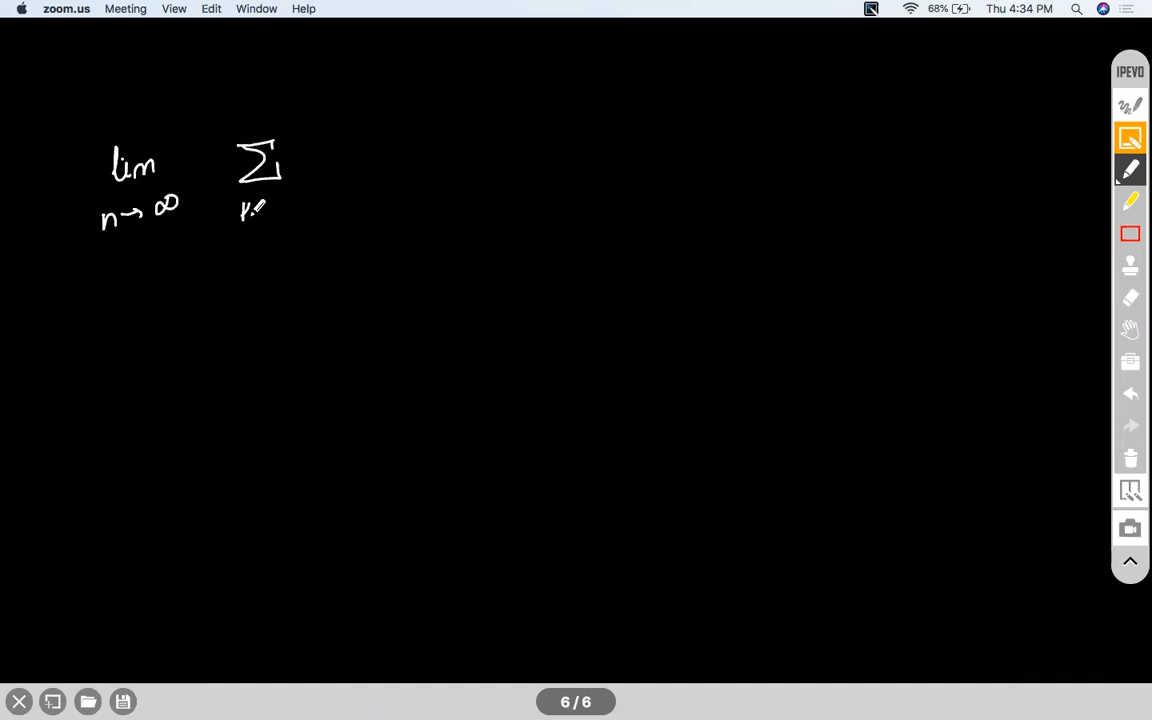 zoom.us Meeting View Edit Window Help 68% Thu 4:34 PM
IPEVO
lim ∑
n→∞
6 / 6